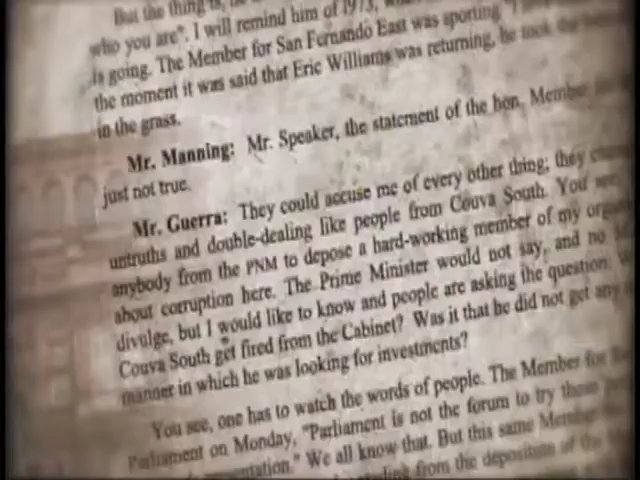 But the thing is,
who you are". I will remind him of 1973,
is going. The Member for San Fernando East was sporting
the moment it was said that Eric Williams was returning, he took the
in the grass.
Mr. Manning: Mr. Speaker, the statement of the hon. Member
just not true.
Mr. Guerra: They could accuse me of every other thing; they
untruths and double-dealing like people from Couva South. You
anybody from the PNM to depose a hard-working member of my
about corruption here. The Prime Minister would not say, and no
divulge, but I would like to know and people are asking the question:
Couva South get fired from the Cabinet? Was it that he did not get any
manner in which he was looking for investments?
You see, one has to watch the words of people. The Member for
Parliament on Monday, "Parliament is not the forum to try these
We all know that. But this same Member
from the deposition of the